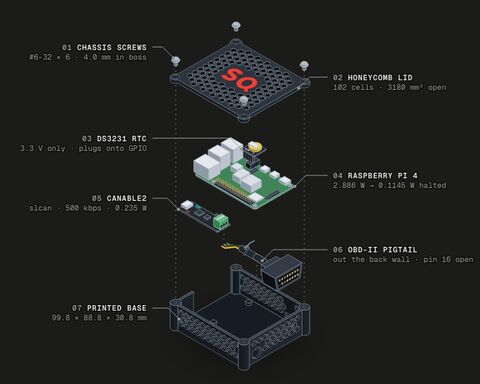 01 CHASSIS SCREWS
#6-32 × 6 · 4.0 mm in boss
02 HONEYCOMB LID
102 cells · 3180 mm² open
SQ
03 DS3231 RTC
3.3 V only · plugs onto GPIO
04 RASPBERRY PI 4
2.886 W → 0.1145 W halted
05 CANABLE2
slcan · 500 kbps · 0.235 W
06 OBD-II PIGTAIL
out the back wall · pin 16 open
07 PRINTED BASE
99.8 × 88.8 × 30.8 mm